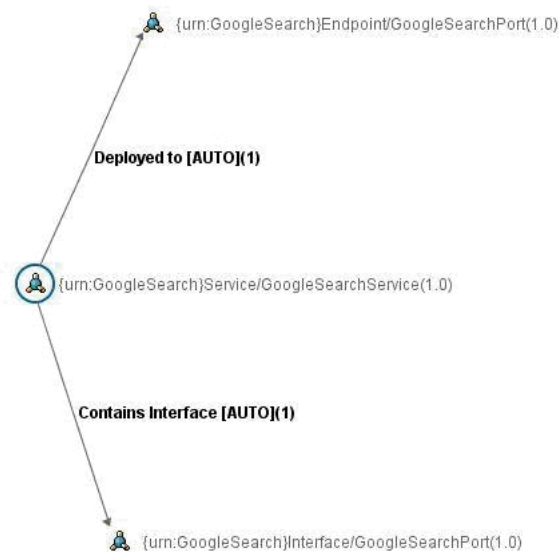 {urn:GoogleSearch}Endpoint/GoogleSearchPort(1.0)
Deployed to [AUTO](1)
{urn:GoogleSearch}Service/GoogleSearchService(1.0)
Contains Interface [AUTO](1)
{urn:GoogleSearch}Interface/GoogleSearchPort(1.0)